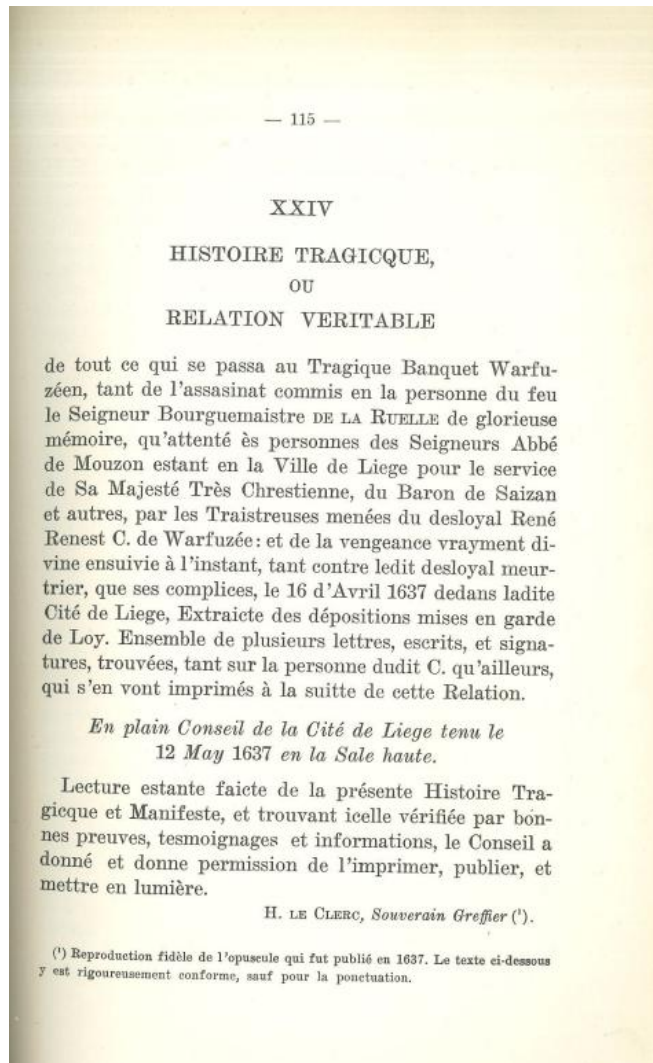 — 115 —
XXIV
HISTOIRE TRAGICQUE,
OU
RELATION VERITABLE
de tout ce qui se passa au Tragique Banquet Warfu-
zéen, tant de l'assasinat commis en la personne du feu
le Seigneur Bourguemaistre DE LA RUELLE de glorieuse
mémoire, qu'attenté ès personnes des Seigneurs Abbé
de Mouzon estant en la Ville de Liege pour le service
de Sa Majesté Très Chrestienne, du Baron de Saizan
et autres, par les Traistreuses menées du desloyal René
Renest C. de Warfuzée: et de la vengeance vrayment di-
vine ensuivie à l'instant, tant contre ledit desloyal meur-
trier, que ses complices, le 16 d'Avril 1637 dedans ladite
Cité de Liege, Extraicte des dépositions mises en garde
de Loy. Ensemble de plusieurs lettres, escrits, et signa-
tures, trouvées, tant sur la personne dudit C. qu'ailleurs,
qui s'en vont imprimés à la suitte de cette Relation.
En plain Conseil de la Cité de Liege tenu le
12 May 1637 en la Sale haute.
Lecture estante faicte de la présente Histoire Tra-
gicque et Manifeste, et trouvant icelle vérifiée par bon-
nes preuves, tesmoignages et informations, le Conseil a
donné et donne permission de l'imprimer, publier, et
mettre en lumière.
H. LE CLERC, Souverain Greffier (¹).
(¹) Reproduction fidèle de l'opuscule qui fut publié en 1637. Le texte ci-dessous
y est rigoureusement conforme, sauf pour la ponctuation.